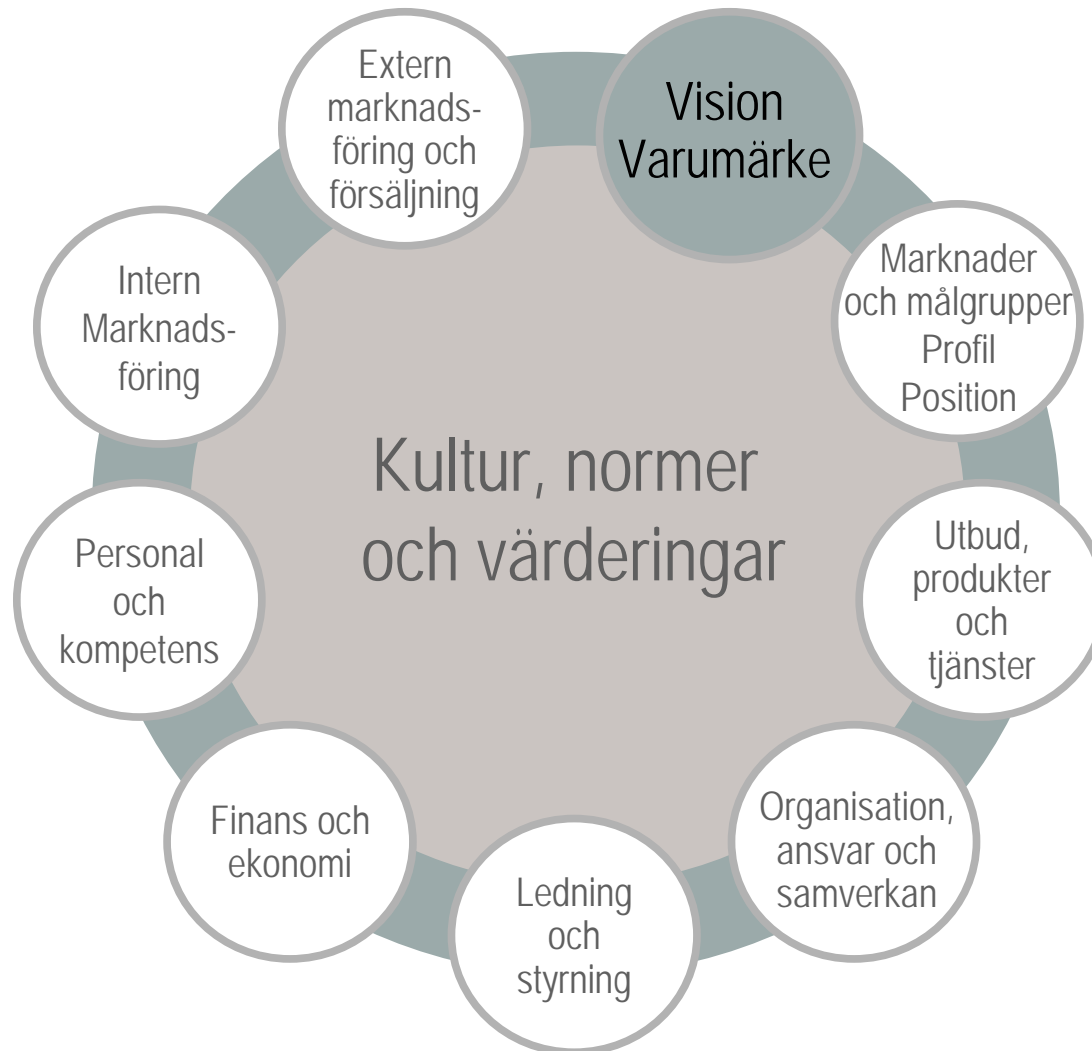 Extern
marknads-
föring och
försäljning
Vision
Varumärke
Marknader
och målgrupper
Profil
Position
Utbud,
produkter
och
tjänster
Organisation,
ansvar och
samverkan
Ledning
och
styrning
Finans och
ekonomi
Personal
och
kompetens
Intern
Marknads-
föring
Kultur, normer
och värderingar